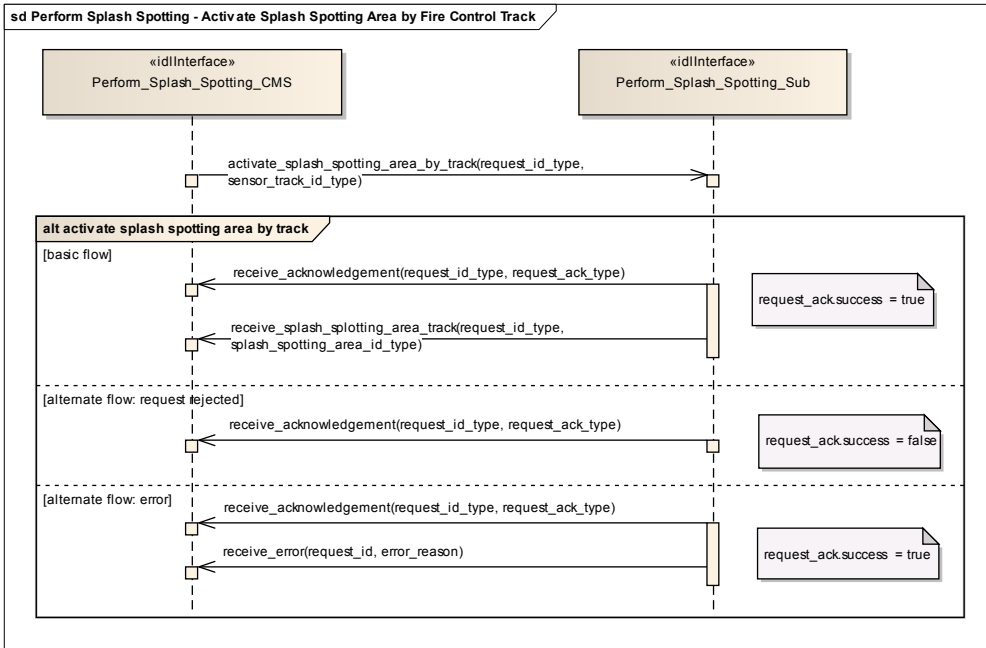 sd Perform Splash Spotting - Activate Splash Spotting Area by Fire Control Track
«idlInterface»
Perform_Splash_Spotting_CMS
«idlInterface»
Perform_Splash_Spotting_Sub
activate_splash_spotting_area_by_track(request_id_type,
sensor_track_id_type)
alt activate splash spotting area by track
[basic flow]
receive_acknowledgement(request_id_type, request_ack_type)
request_ack.success = true
receive_splash_splotting_area_track(request_id_type,
splash_spotting_area_id_type)
[alternate flow: request rejected]
receive_acknowledgement(request_id_type, request_ack_type)
request_ack.success = false
[alternate flow: error]
receive_acknowledgement(request_id_type, request_ack_type)
receive_error(request_id, error_reason)
request_ack.success = true